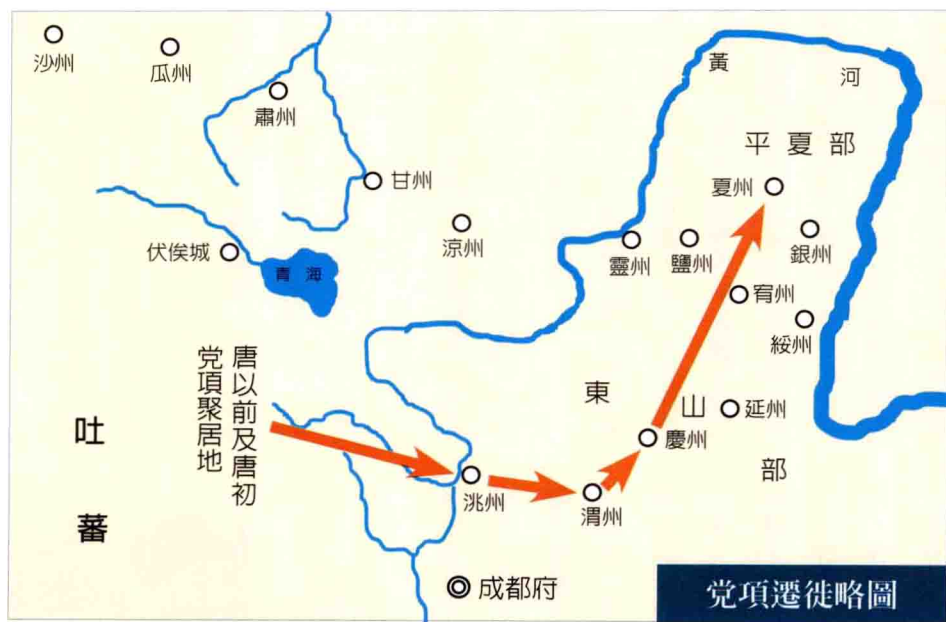 沙州
瓜州
肅州
黃河
平夏部
甘州
夏州
伏俟城
涼州
靈州
鹽州
銀州
青海
宥州
綏州
唐以前及唐初
党項聚居地
吐蕃
東山部
延州
慶州
洮州
渭州
成都府
党項遷徙略圖